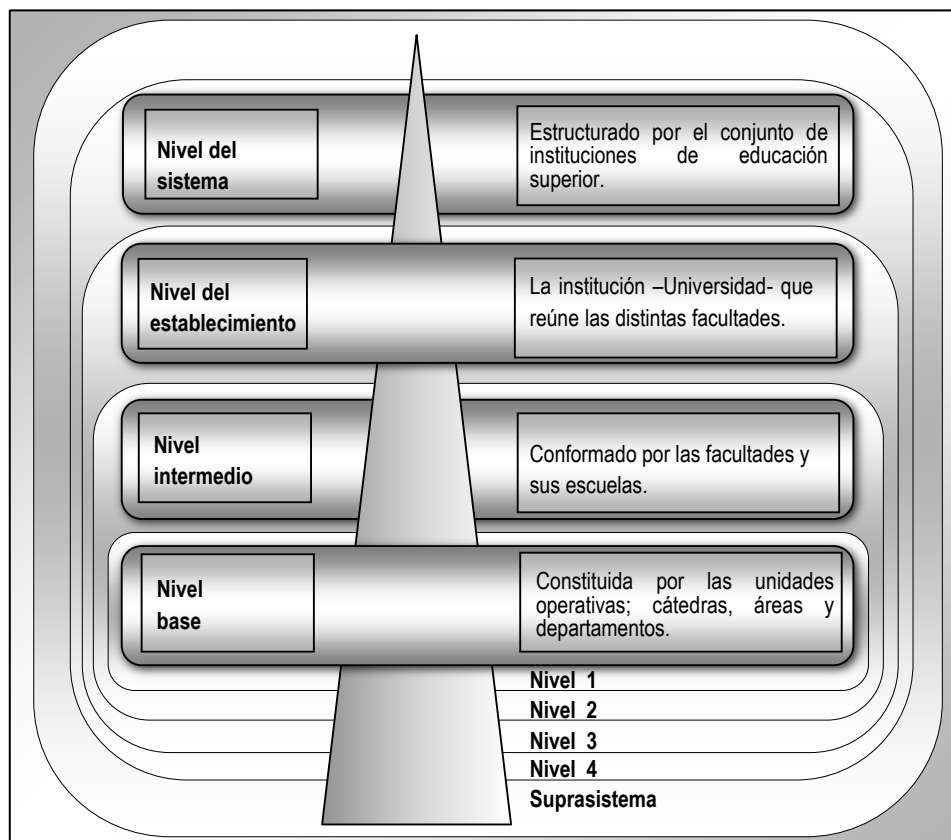 Nivel del
sistema
Estructurado por el conjunto de
instituciones de educación
superior.
Nivel del
establecimiento
La institución –Universidad- que
reúne las distintas facultades.
Nivel
intermedio
Conformado por las facultades y
sus escuelas.
Nivel
base
Constituida por las unidades
operativas; cátedras, áreas y
departamentos.
Nivel 1
Nivel 2
Nivel 3
Nivel 4
Suprasistema